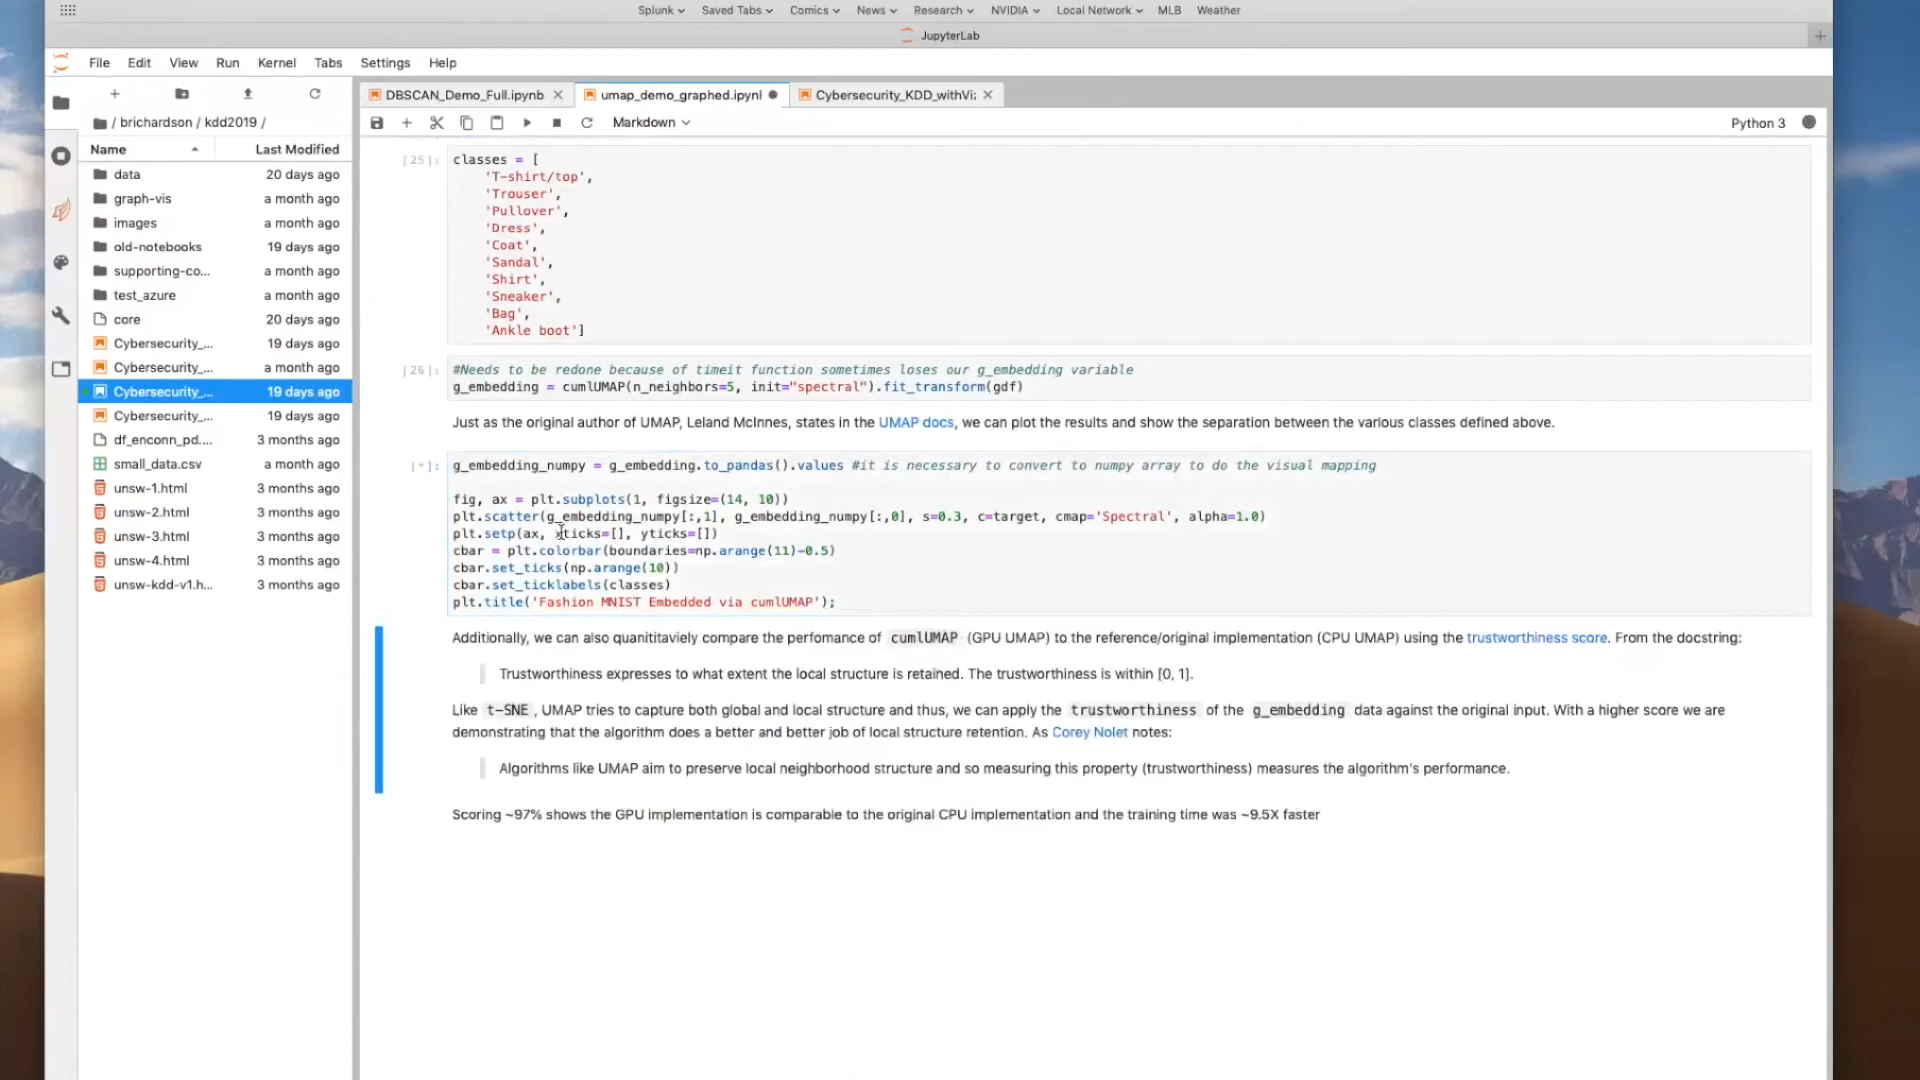 Splunk Saved Tabs Comics News Research NVIDIA Local Network MLB Weather
JupyterLab
File Edit View Run Kernel Tabs Settings Help
DBSCAN_Demo_Full.ipynb umap_demo_graphed.ipynl Cybersecurity_KDD_withVi:
/ brichardson / kdd2019 /
Markdown
Python 3
Name Last Modified
data 20 days ago
graph-vis a month ago
images a month ago
old-notebooks 19 days ago
supporting-co... a month ago
test_azure a month ago
core 20 days ago
Cybersecurity_... 19 days ago
Cybersecurity_... a month ago
Cybersecurity_... 19 days ago
Cybersecurity_... 19 days ago
df_enconn_pd.... 3 months ago
small_data.csv a month ago
unsw-1.html 3 months ago
unsw-2.html 3 months ago
unsw-3.html 3 months ago
unsw-4.html 3 months ago
unsw-kdd-v1.h... 3 months ago
[25]: classes = [
'T-shirt/top',
'Trouser',
'Pullover',
'Dress',
'Coat',
'Sandal',
'Shirt',
'Sneaker',
'Bag',
'Ankle boot']
[26]: #Needs to be redone because of timeit function sometimes loses our g_embedding variable
g_embedding = cumlUMAP(n_neighbors=5, init="spectral").fit_transform(gdf)
Just as the original author of UMAP, Leland McInnes, states in the UMAP docs, we can plot the results and show the separation between the various classes defined above.
[*]: g_embedding_numpy = g_embedding.to_pandas().values #it is necessary to convert to numpy array to do the visual mapping
fig, ax = plt.subplots(1, figsize=(14, 10))
plt.scatter(g_embedding_numpy[:,1], g_embedding_numpy[:,0], s=0.3, c=target, cmap='Spectral', alpha=1.0)
plt.setp(ax, xticks=[], yticks=[])
cbar = plt.colorbar(boundaries=np.arange(11)-0.5)
cbar.set_ticks(np.arange(10))
cbar.set_ticklabels(classes)
plt.title('Fashion MNIST Embedded via cumlUMAP');
Additionally, we can also quanititaviely compare the perfomance of cumlUMAP (GPU UMAP) to the reference/original implementation (CPU UMAP) using the trustworthiness score. From the docstring:
Trustworthiness expresses to what extent the local structure is retained. The trustworthiness is within [0, 1].
Like t-SNE , UMAP tries to capture both global and local structure and thus, we can apply the trustworthiness of the g_embedding data against the original input. With a higher score we are
demonstrating that the algorithm does a better and better job of local structure retention. As Corey Nolet notes:
Algorithms like UMAP aim to preserve local neighborhood structure and so measuring this property (trustworthiness) measures the algorithm's performance.
Scoring ~97% shows the GPU implementation is comparable to the original CPU implementation and the training time was ~9.5X faster